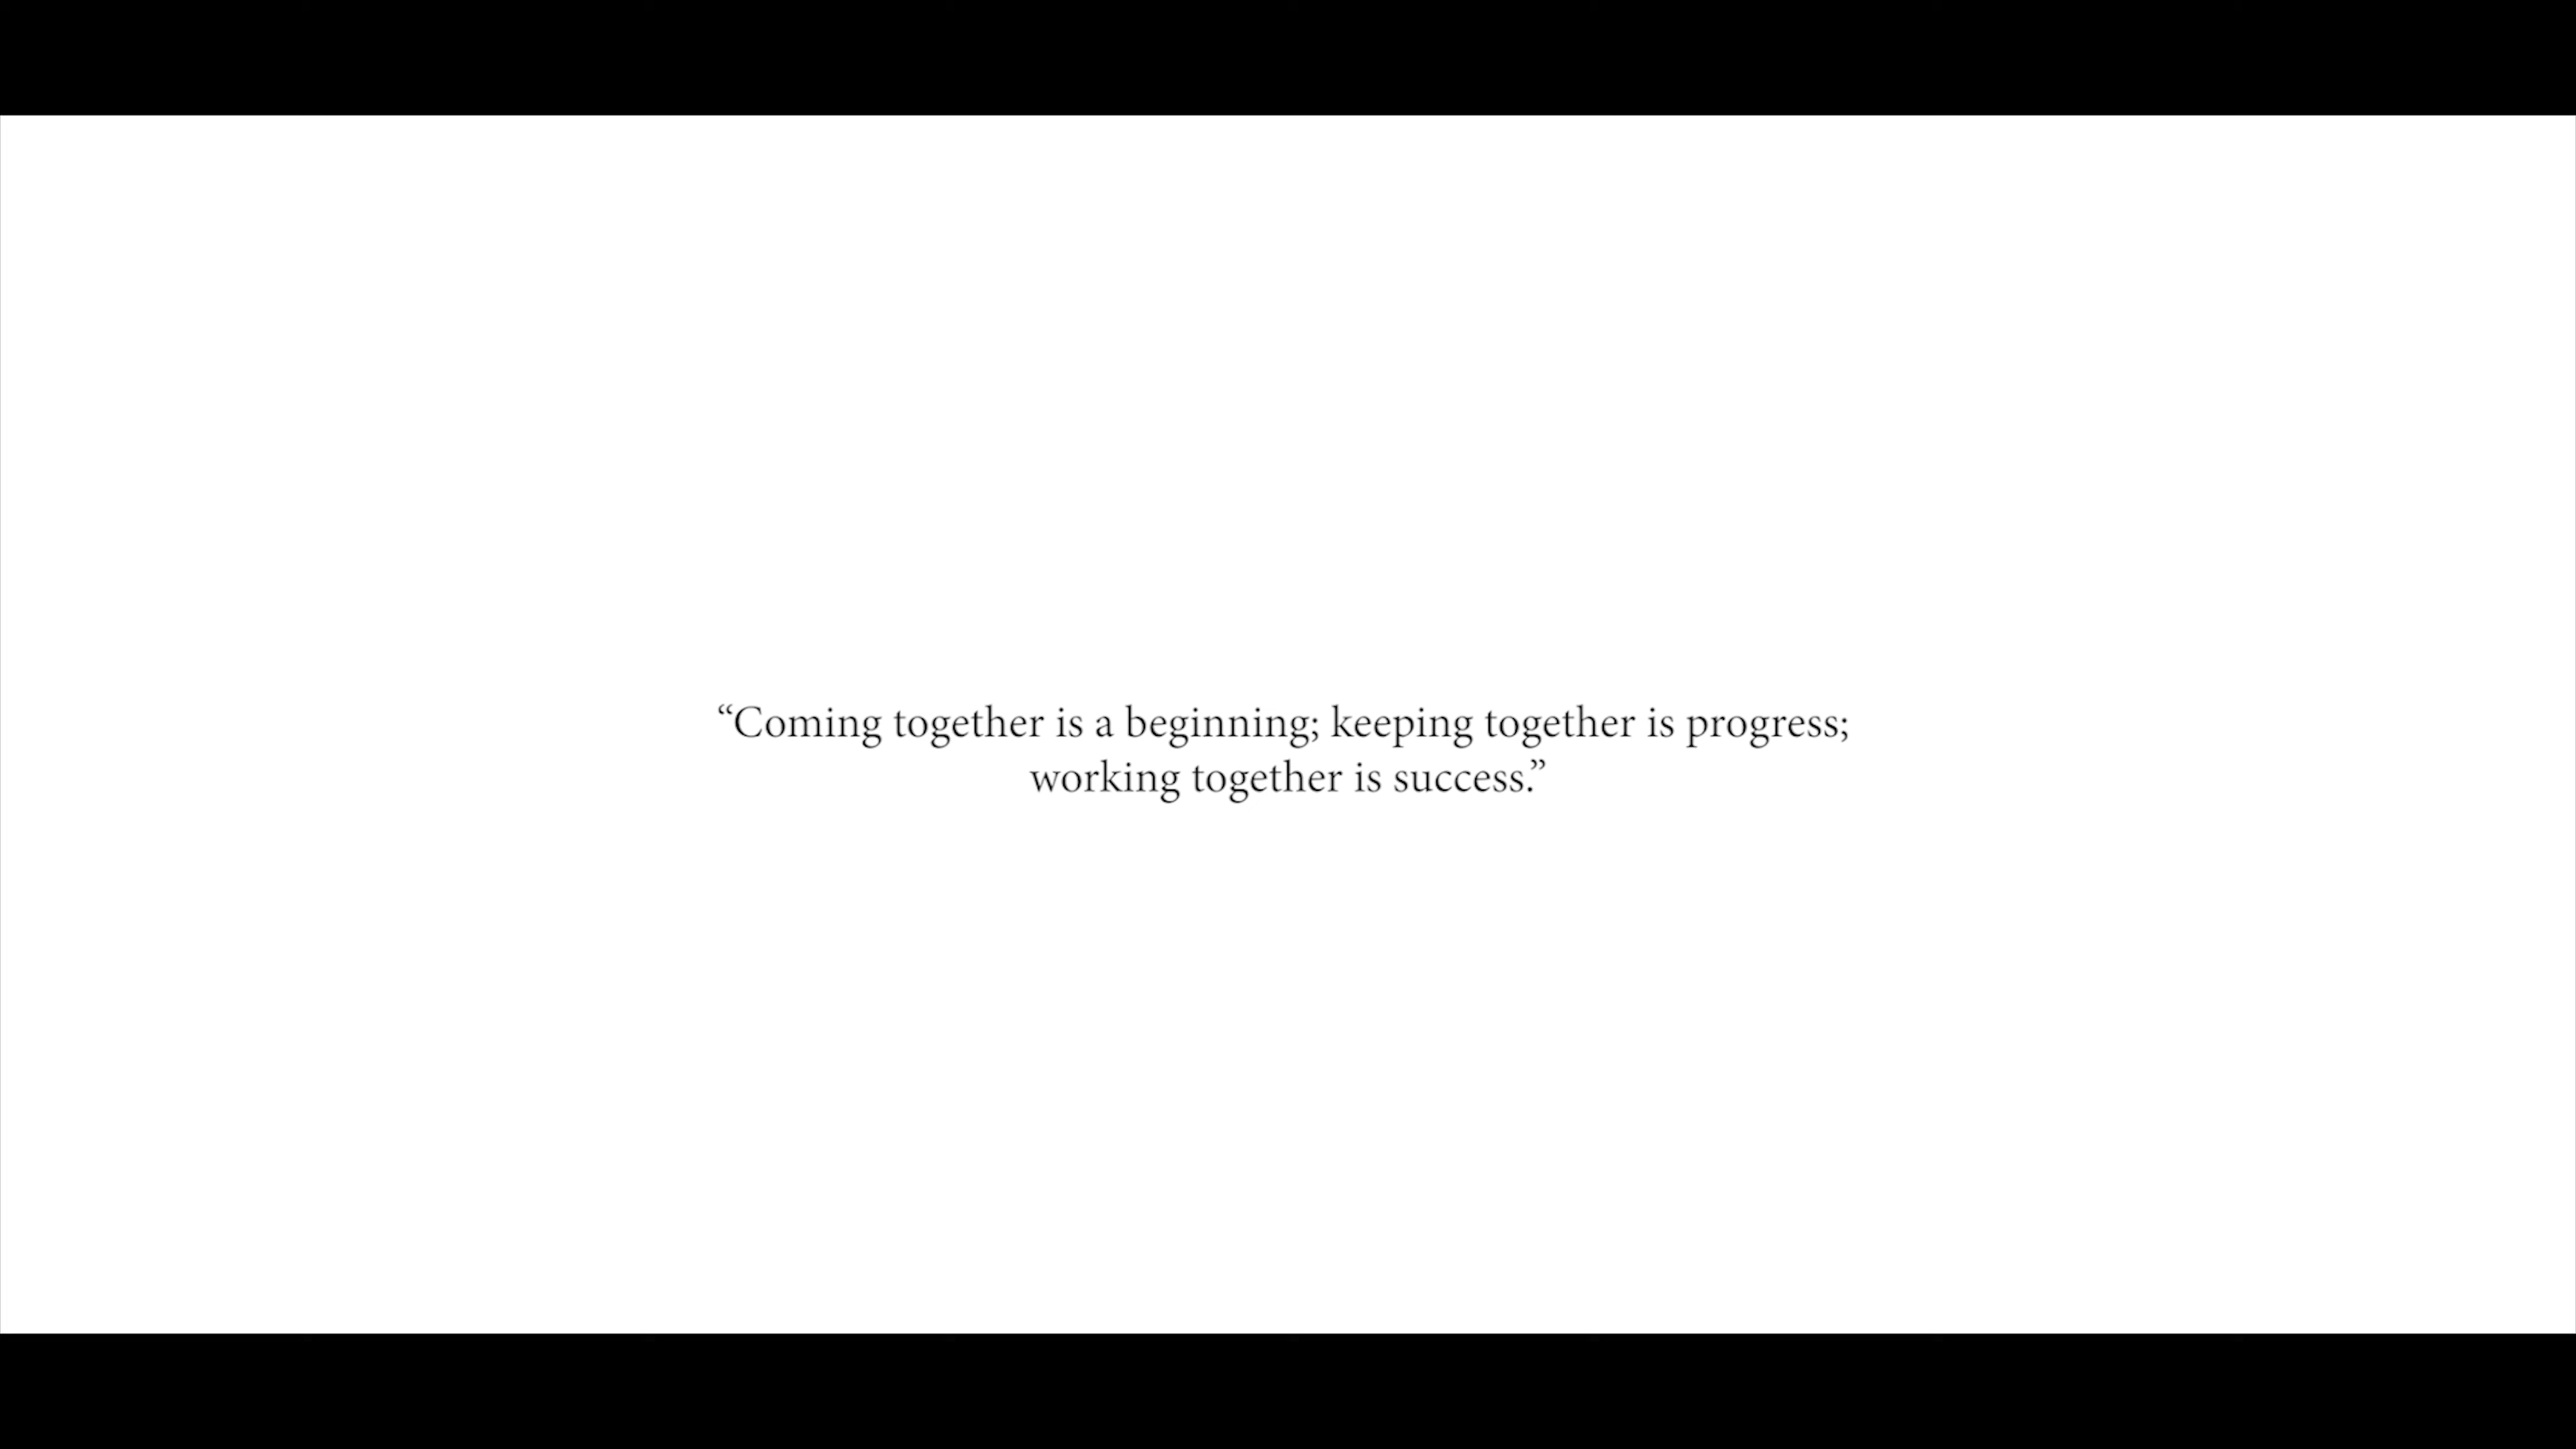 “Coming together is a beginning; keeping together is progress;
working together is success.”